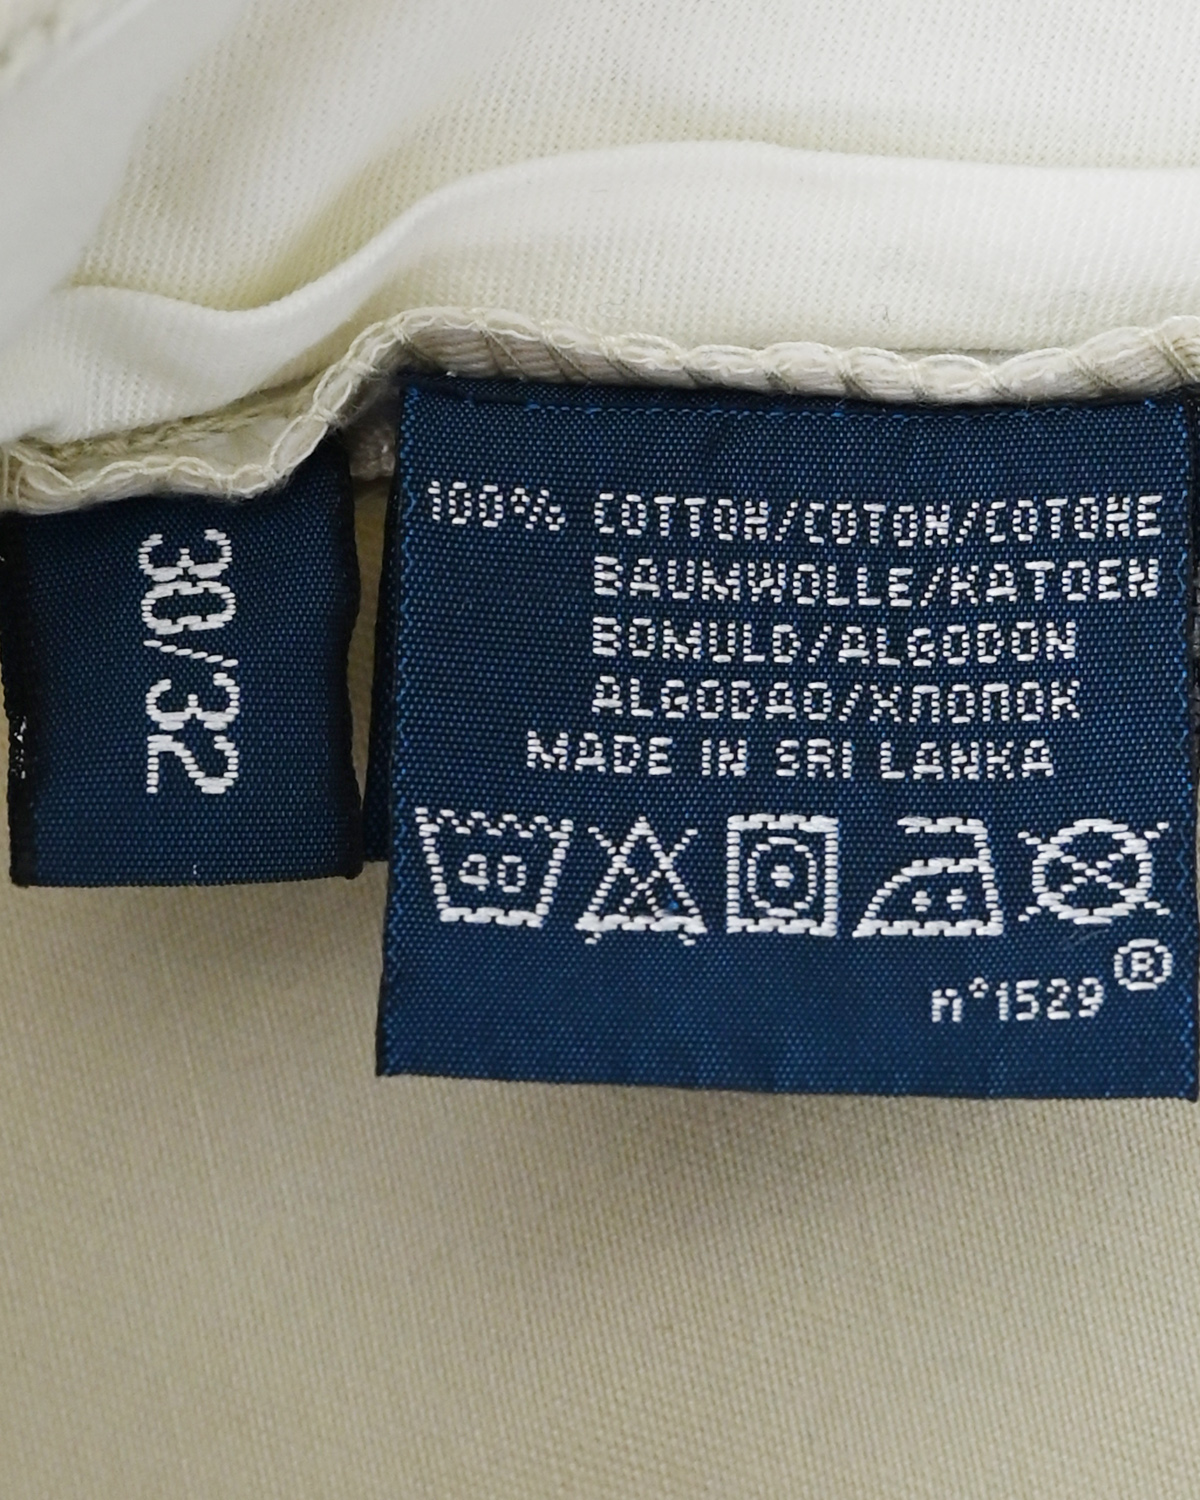 30/32
100% COTTON/COTON/COTONE
BAUMWOLLE/KATOEN
BOMULD/ALGODON
ALGODAO/ХЛОПОК
MADE IN SRI LANKA
40
®
n°1529